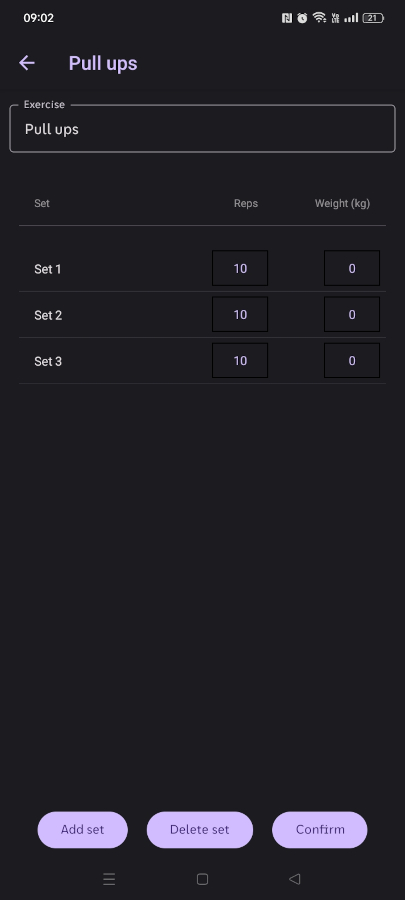 09:02
21
Pull ups
Exercise
Pull ups
Set Reps Weight (kg)
Set 1 10 0
Set 2 10 0
Set 3 10 0
Add set Delete set Confirm